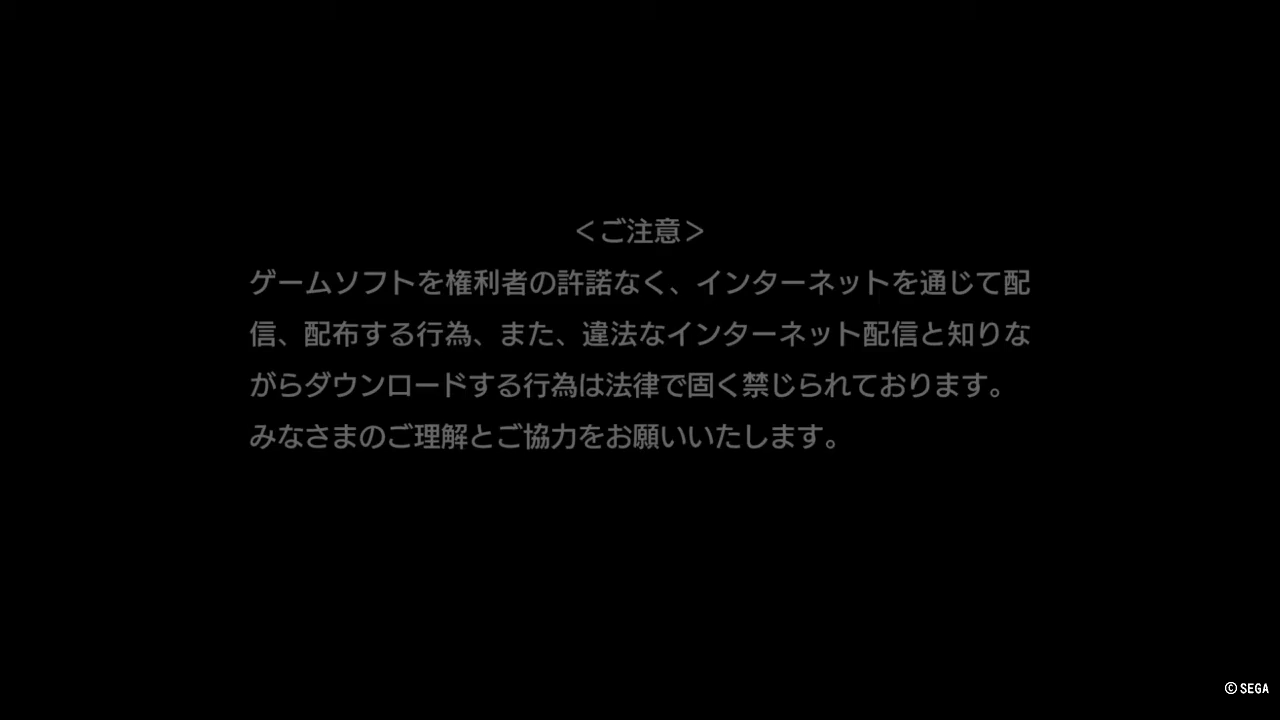 ＜ご注意＞
ゲームソフトを権利者の許諾なく、インターネットを通じて配
信、配布する行為、また、違法なインターネット配信と知りな
がらダウンロードする行為は法律で固く禁じられております。
みなさまのご理解とご協力をお願いいたします。
© SEGA